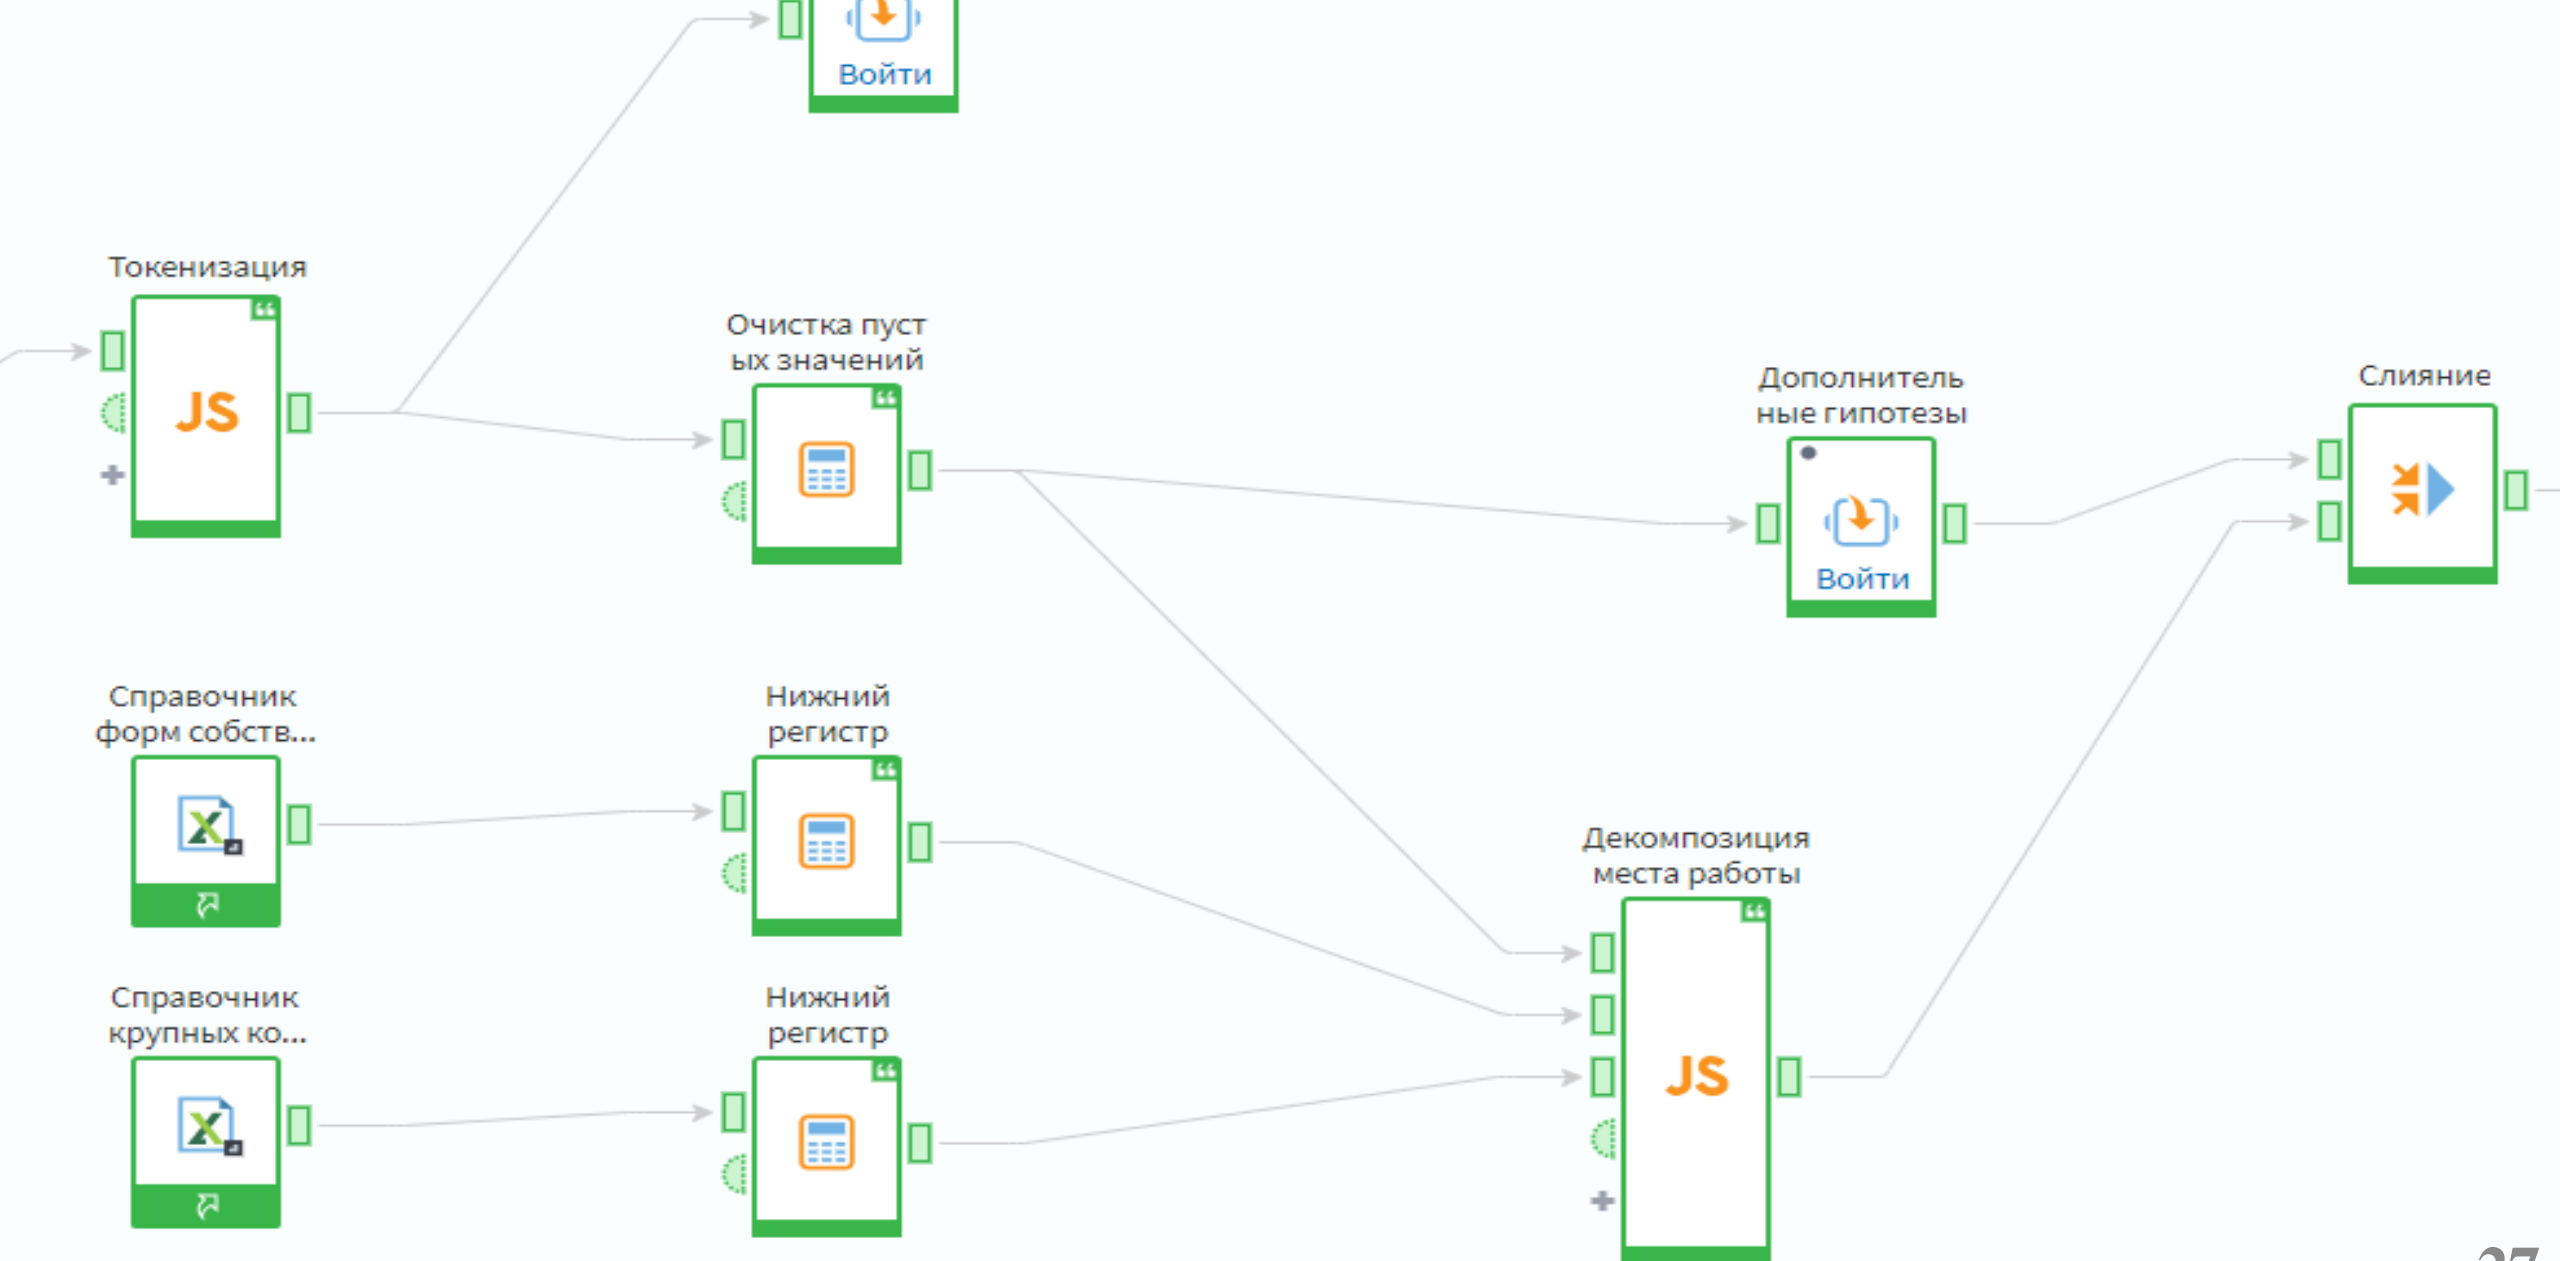 Войти
Токенизация
JS
Очистка пуст
ых значений
Дополнитель
ные гипотезы
Войти
Слияние
Справочник
форм собств...
Нижний
регистр
Декомпозиция
места работы
JS
Справочник
крупных ко...
Нижний
регистр
27